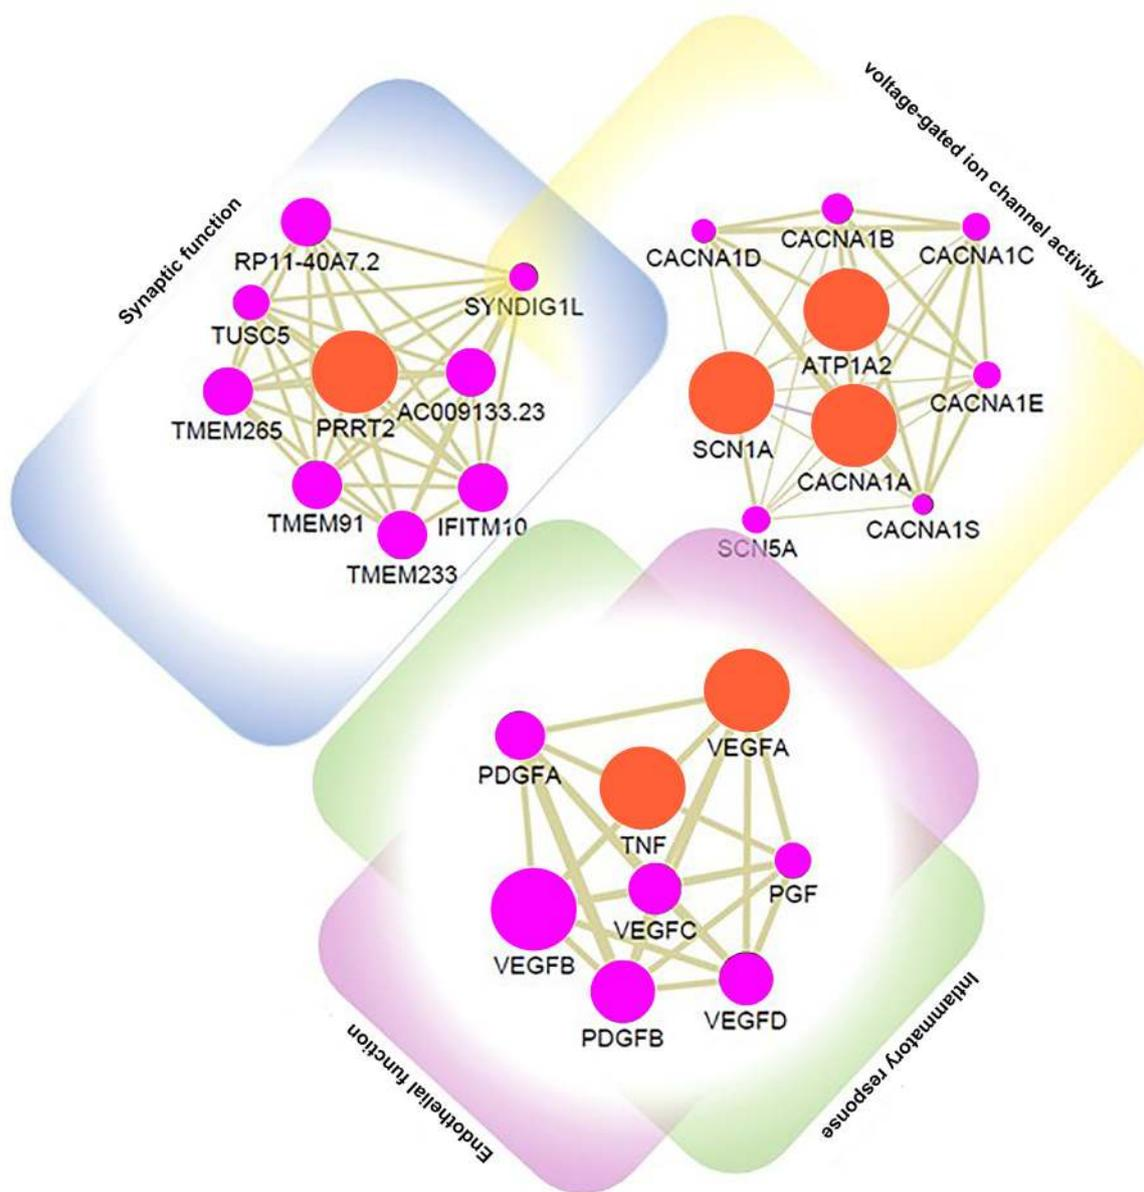 voltage-gated ion channel activity
Synaptic function
RP11-40A7.2
SYNDIG1L
TUSC5
PRRT2
AC009133.23
TMEM265
TMEM91
IFITM10
TMEM233
CACNA1D
CACNA1B
CACNA1C
ATP1A2
CACNA1E
SCN1A
CACNA1A
CACNA1S
SCN5A
VEGFA
PDGFA
TNF
PGF
VEGFC
VEGFB
VEGFD
PDGFB
Endothelial function
Intlammatory response